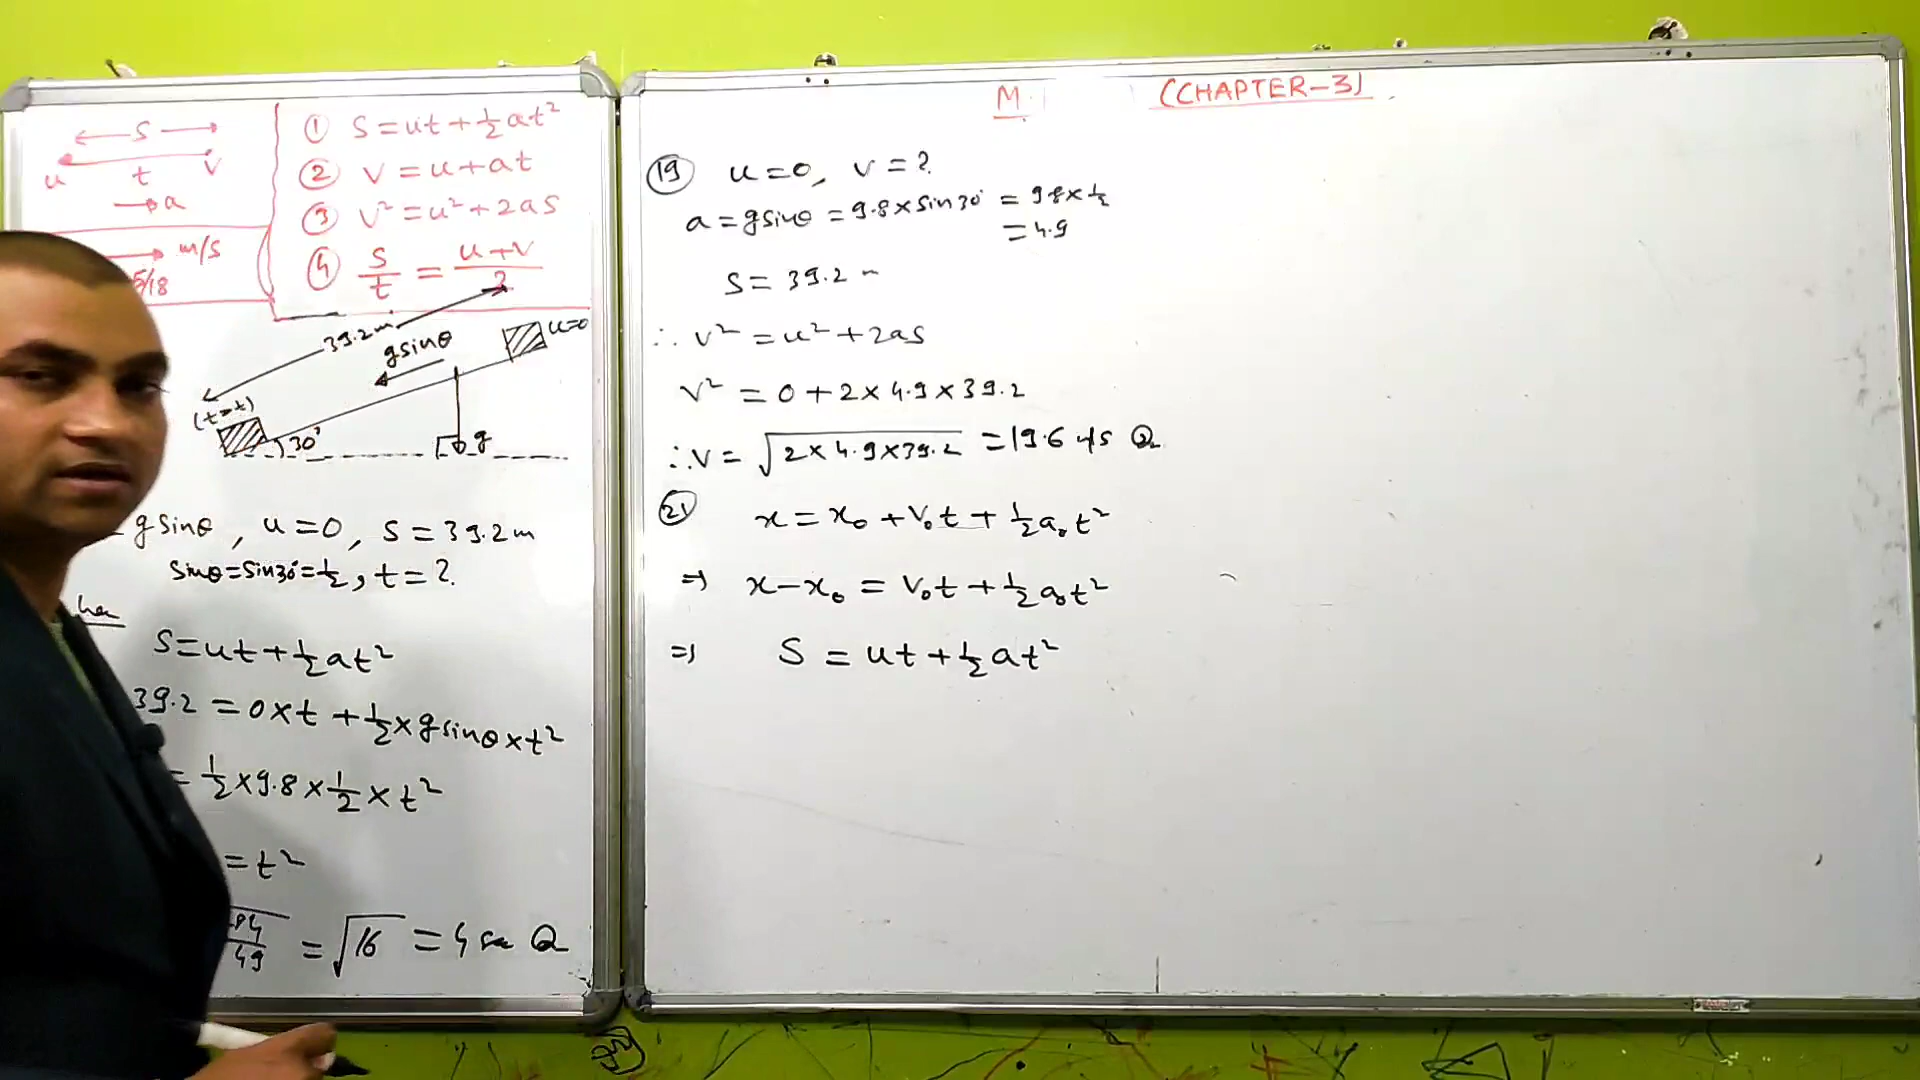 S
u t v
→ a
m/s
5/18
① S = ut + ½at²
② v = u + at
③ v² = u² + 2as
④ S/t = (u+v)/2
39.2m
gsinθ
u=0
(t=t)
30°
g
gsinθ, u = 0, S = 39.2m
sinθ = sin30° = ½, t = ?
S = ut + ½at²
39.2 = 0×t + ½×gsinθ×t²
= ½×9.8×½×t²
= t²
= √16 = 4 sec
M.
(CHAPTER-3)
⑲ u = 0, v = ?
a = gsinθ = 9.8×sin30° = 9.8×½
= 4.9
S = 39.2 m
∴ v² = u² + 2as
v² = 0 + 2×4.9×39.2
∴ v = √2×4.9×39.2 = 19.6 m/s
㉑ x = x₀ + v₀t + ½a₀t²
⇒ x - x₀ = v₀t + ½a₀t²
⇒ S = ut + ½at²